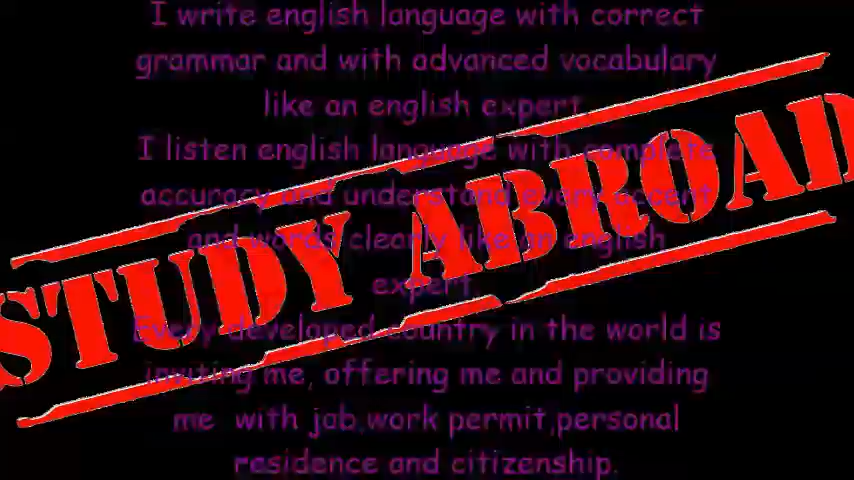 I write english language with correct
grammar and with advanced vocabulary
like an english expert.
I listen english language with complete
accuracy and understand every accent
and words clearly like an english
expert.
Every developed country in the world is
inviting me, offering me and providing
me with job,work permit,personal
residence and citizenship.
STUDY ABROAD